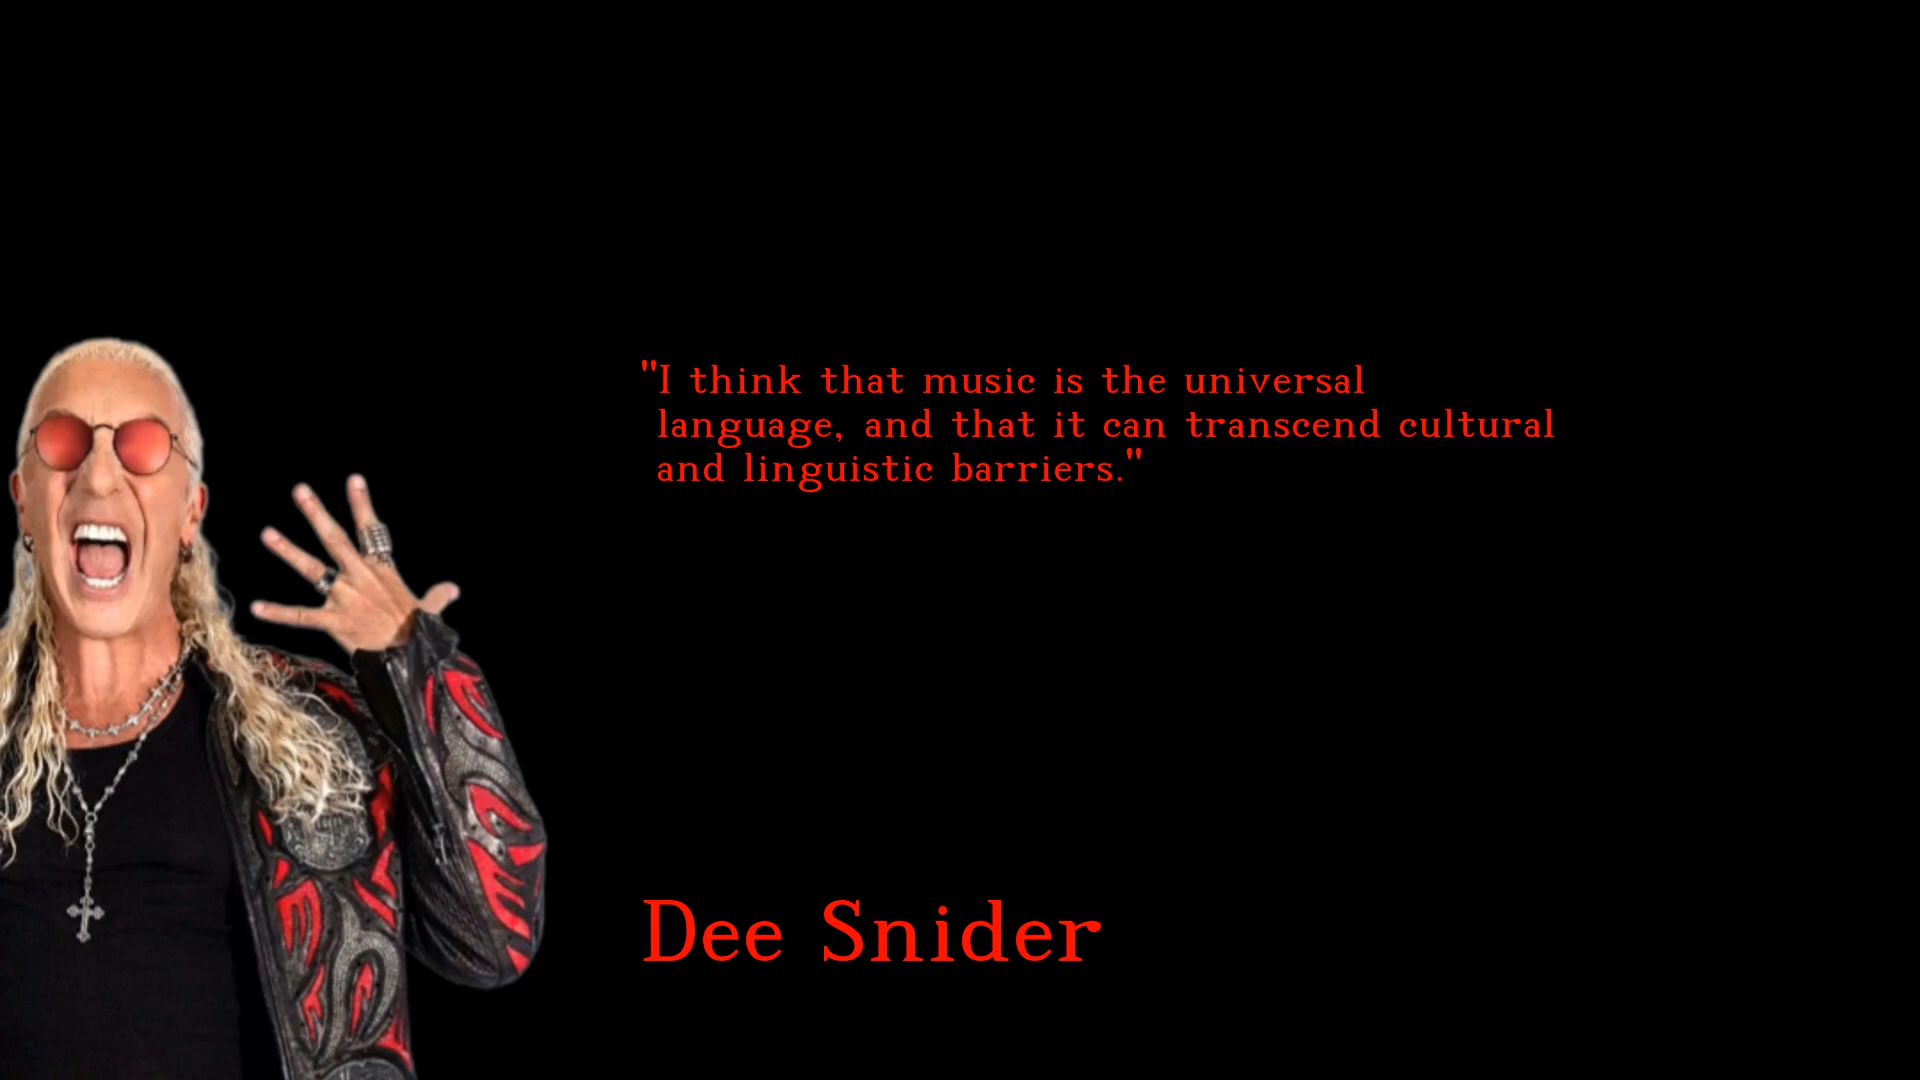 "I think that music is the universal
language, and that it can transcend cultural
and linguistic barriers."
Dee Snider